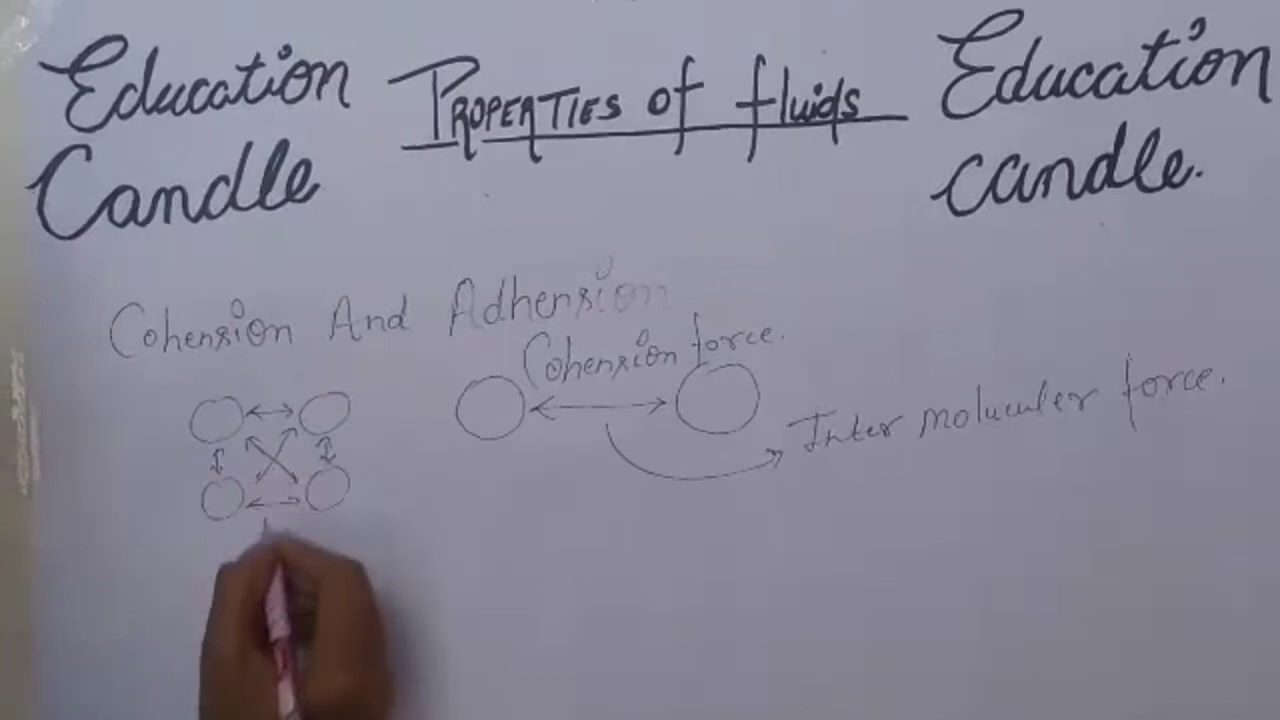 Education
Candle
PROPERTIES of fluids
Education
candle.
Cohension And Adhension
Cohension force.
Inter moluculer force.